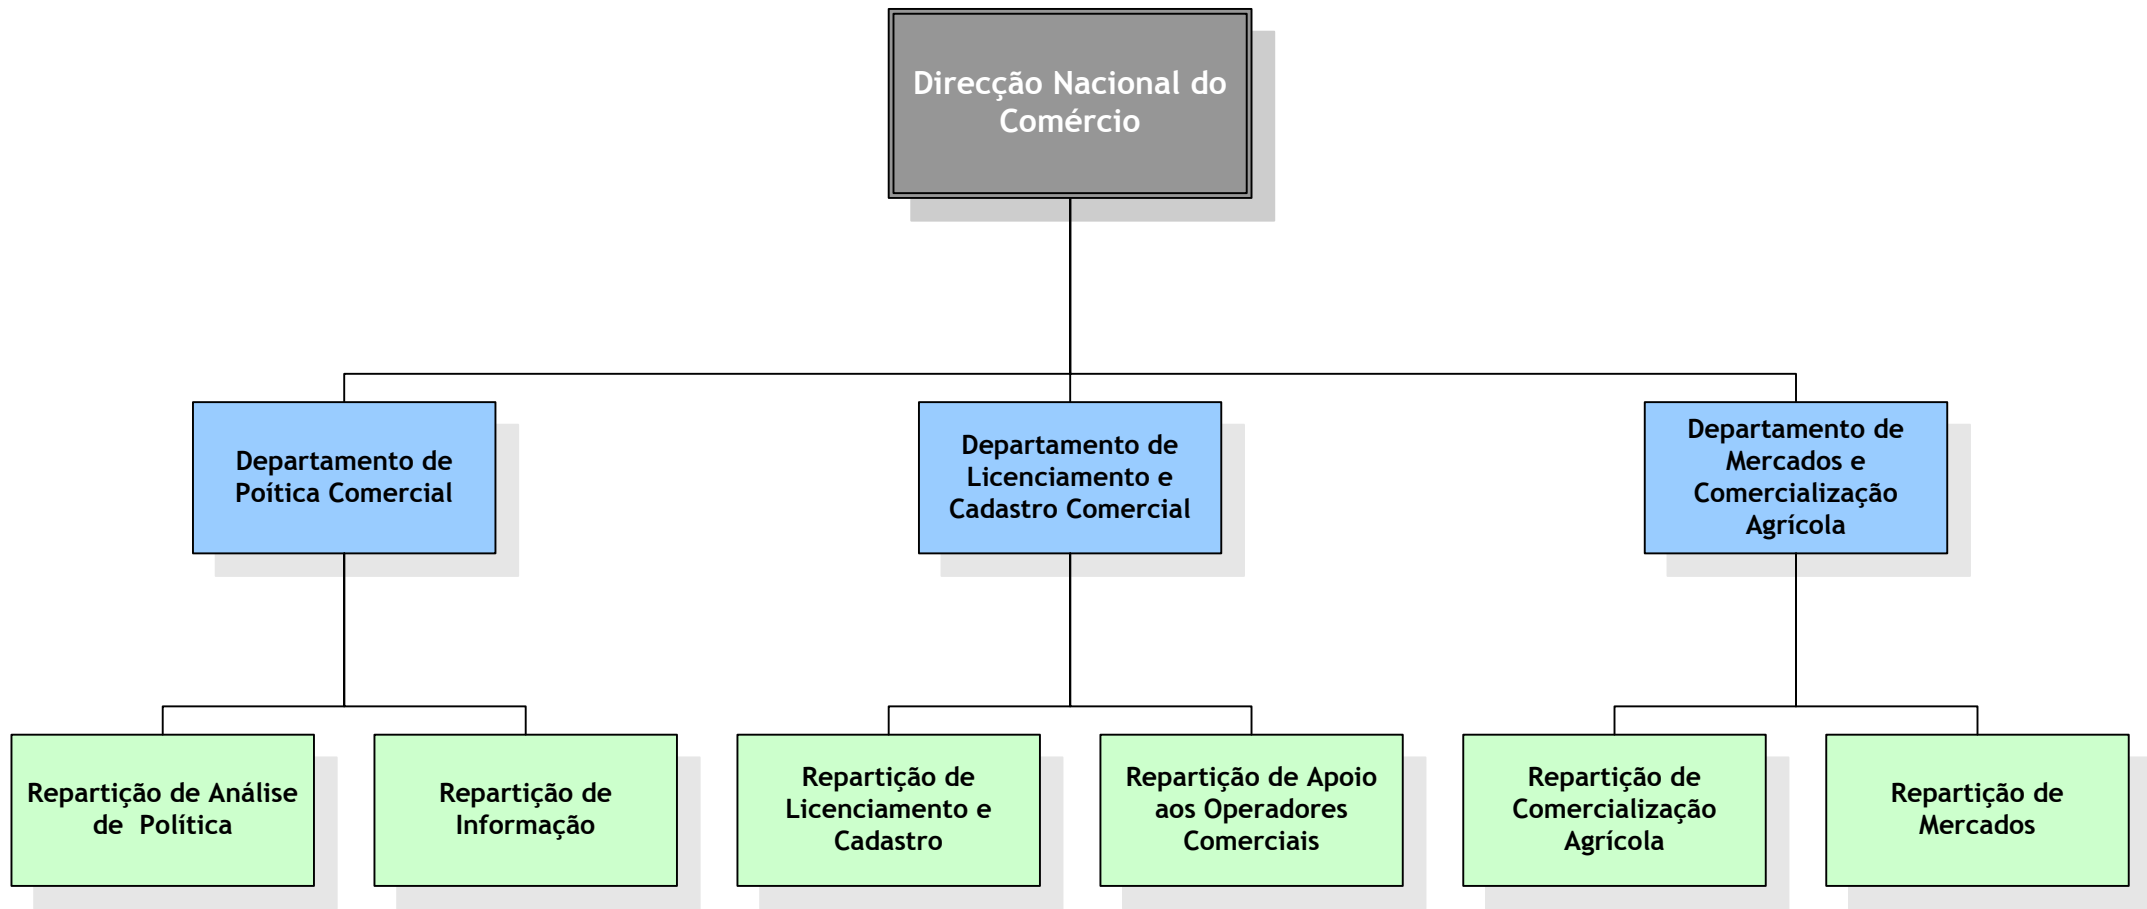 Direcção Nacional do
Comércio
Departamento de
Poítica Comercial
Departamento de
Licenciamento e
Cadastro Comercial
Departamento de
Mercados e
Comercialização
Agrícola
Repartição de Análise
de  Política
Repartição de
Informação
Repartição de
Licenciamento e
Cadastro
Repartição de Apoio
aos Operadores
Comerciais
Repartição de
Comercialização
Agrícola
Repartição de
Mercados